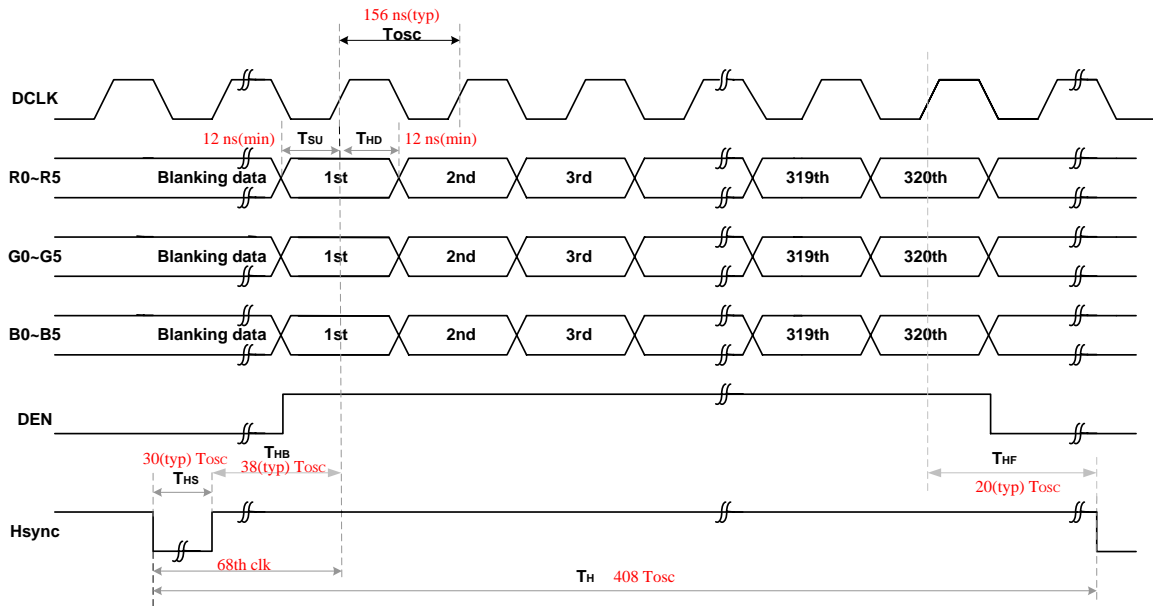 156 ns(typ)
Tosc
DCLK
12 ns(min) TSU THD 12 ns(min)
R0~R5 Blanking data 1st 2nd 3rd 319th 320th
G0~G5 Blanking data 1st 2nd 3rd 319th 320th
B0~B5 Blanking data 1st 2nd 3rd 319th 320th
DEN
30(typ) Tosc THB THF
THS 38(typ) Tosc 20(typ) Tosc
Hsync
68th clk
TH 408 Tosc